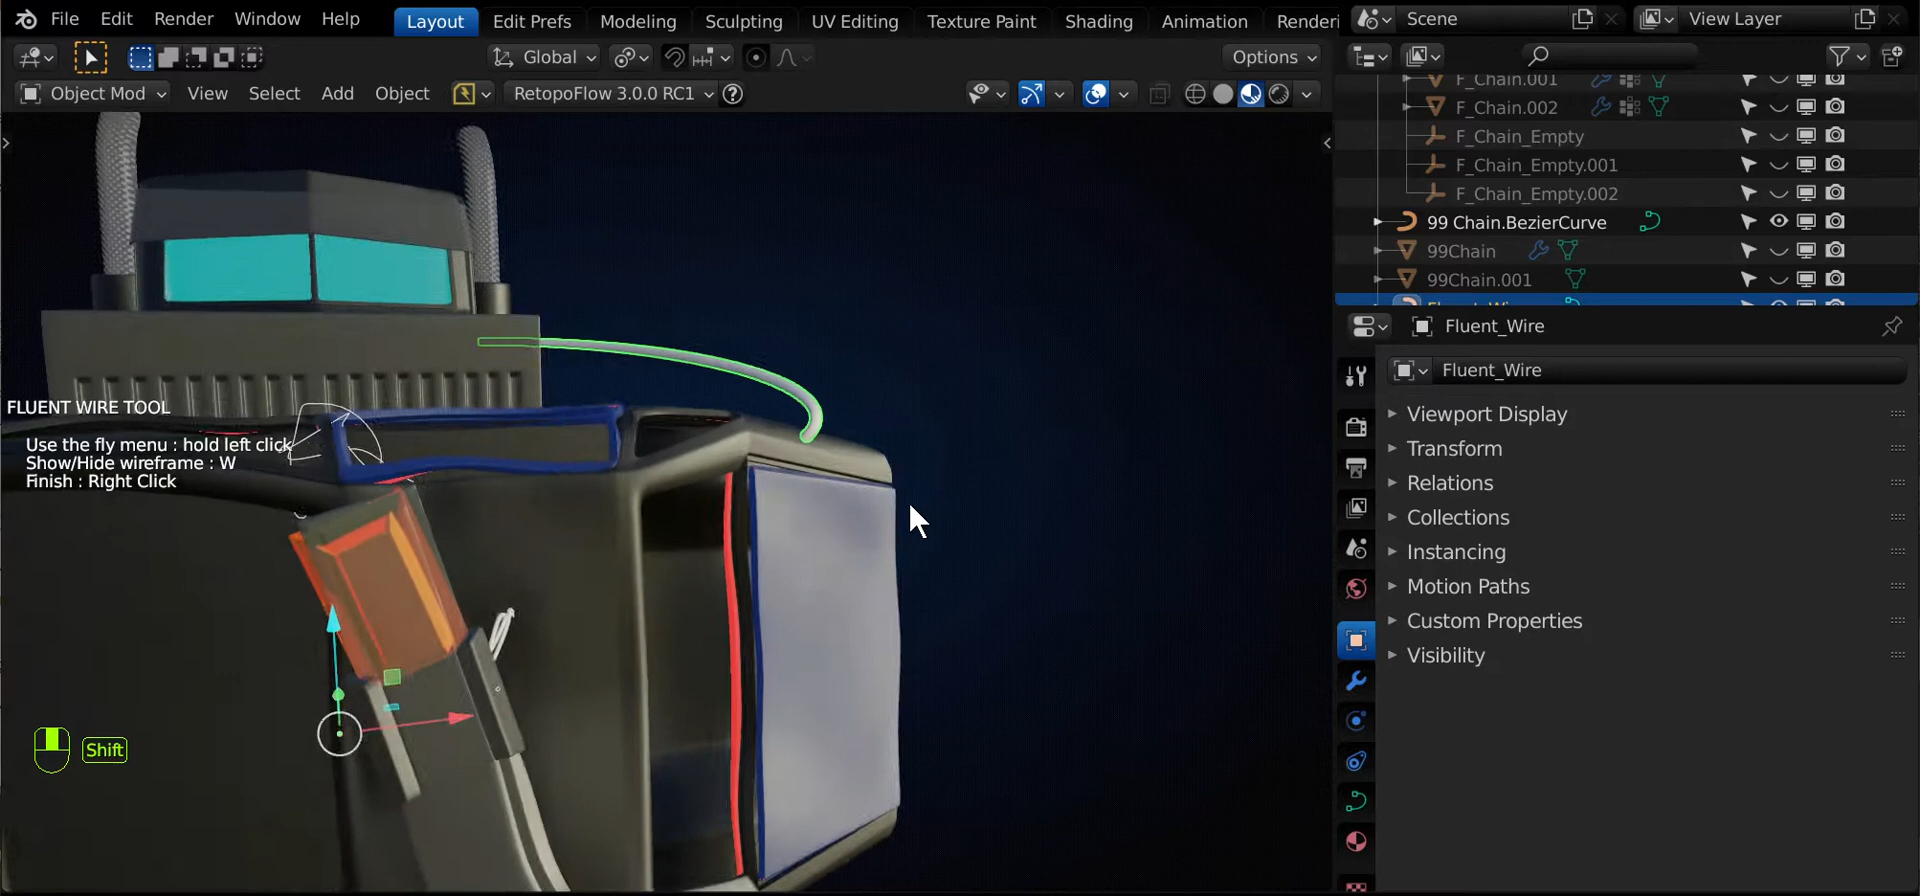 File Edit Render Window Help Layout Edit Prefs Modeling Sculpting UV Editing Texture Paint Shading Animation Renderi Scene View Layer
Global Options
Object Mod View Select Add Object RetopoFlow 3.0.0 RC1
F_Chain.001
F_Chain.002
F_Chain_Empty
F_Chain_Empty.001
F_Chain_Empty.002
99 Chain.BezierCurve
99Chain
99Chain.001
Fluent_Wire
Fluent_Wire
Viewport Display
Transform
Relations
Collections
Instancing
Motion Paths
Custom Properties
Visibility
FLUENT WIRE TOOL
Use the fly menu : hold left click
Show/Hide wireframe : W
Finish : Right Click
Shift